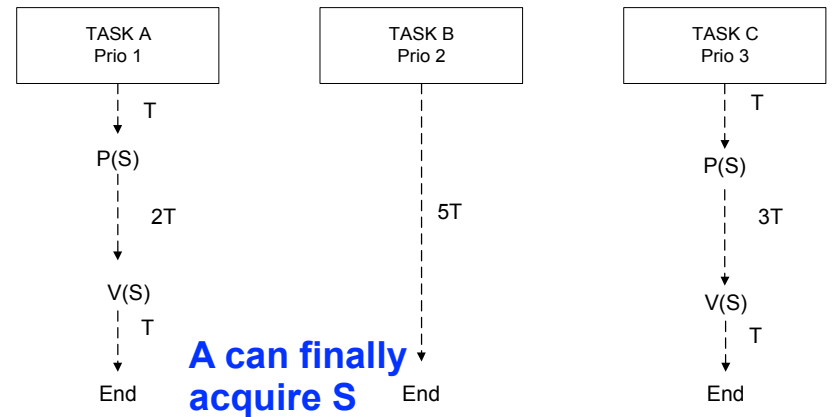 TASK A
Prio 1
TASK B
Prio 2
TASK C
Prio 3
T
T
P(S)
P(S)
2T
5T
3T
V(S)
V(S)
T
T
A can finally
acquire S
End
End
End